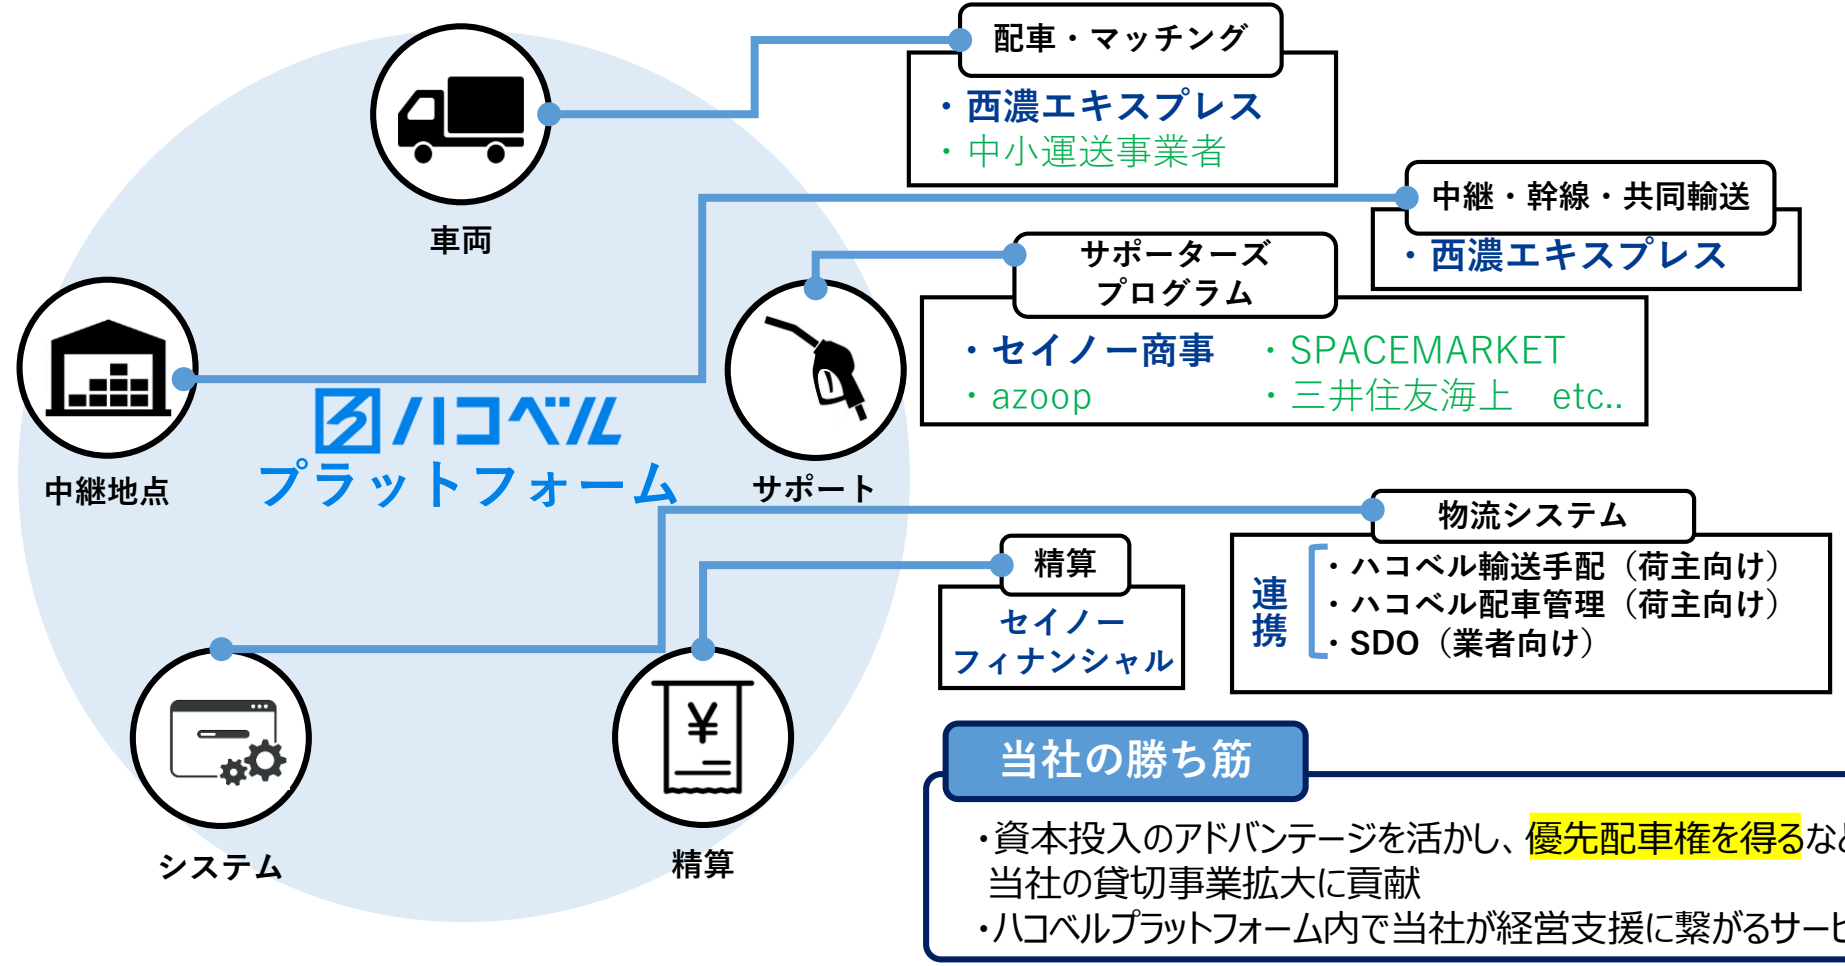 配車・マッチング
・西濃エキスプレス
・中小運送事業者
車両
中継・幹線・共同輸送
・西濃エキスプレス
サポーターズ
プログラム
・セイノー商事 ・SPACEMARKET
・azoop ・三井住友海上 etc..
中継地点
ハコベル
プラットフォーム
サポート
物流システム
連携
・ハコベル輸送手配（荷主向け）
・ハコベル配車管理（荷主向け）
・SDO（業者向け）
精算
セイノー
フィナンシャル
システム
¥
精算
当社の勝ち筋
・資本投入のアドバンテージを活かし、優先配車権を得るなど
当社の貸切事業拡大に貢献
・ハコベルプラットフォーム内で当社が経営支援に繋がるサービ